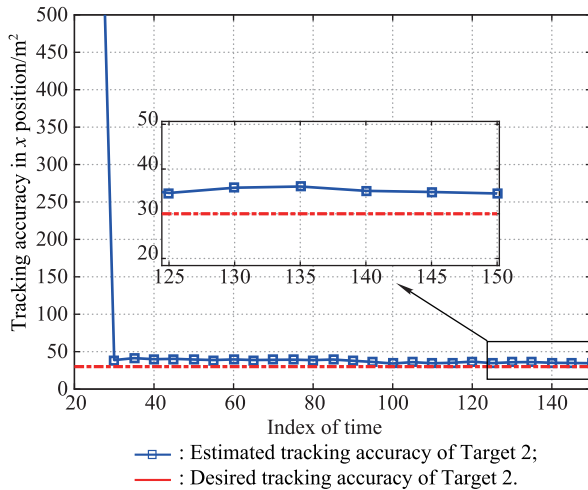 500
450
400
350
300
250
200
150
100
50
0
Tracking accuracy in x position/m²
50
40
30
20
125 130 135 140 145 150
20 40 60 80 100 120 140
Index of time
: Estimated tracking accuracy of Target 2;
: Desired tracking accuracy of Target 2.